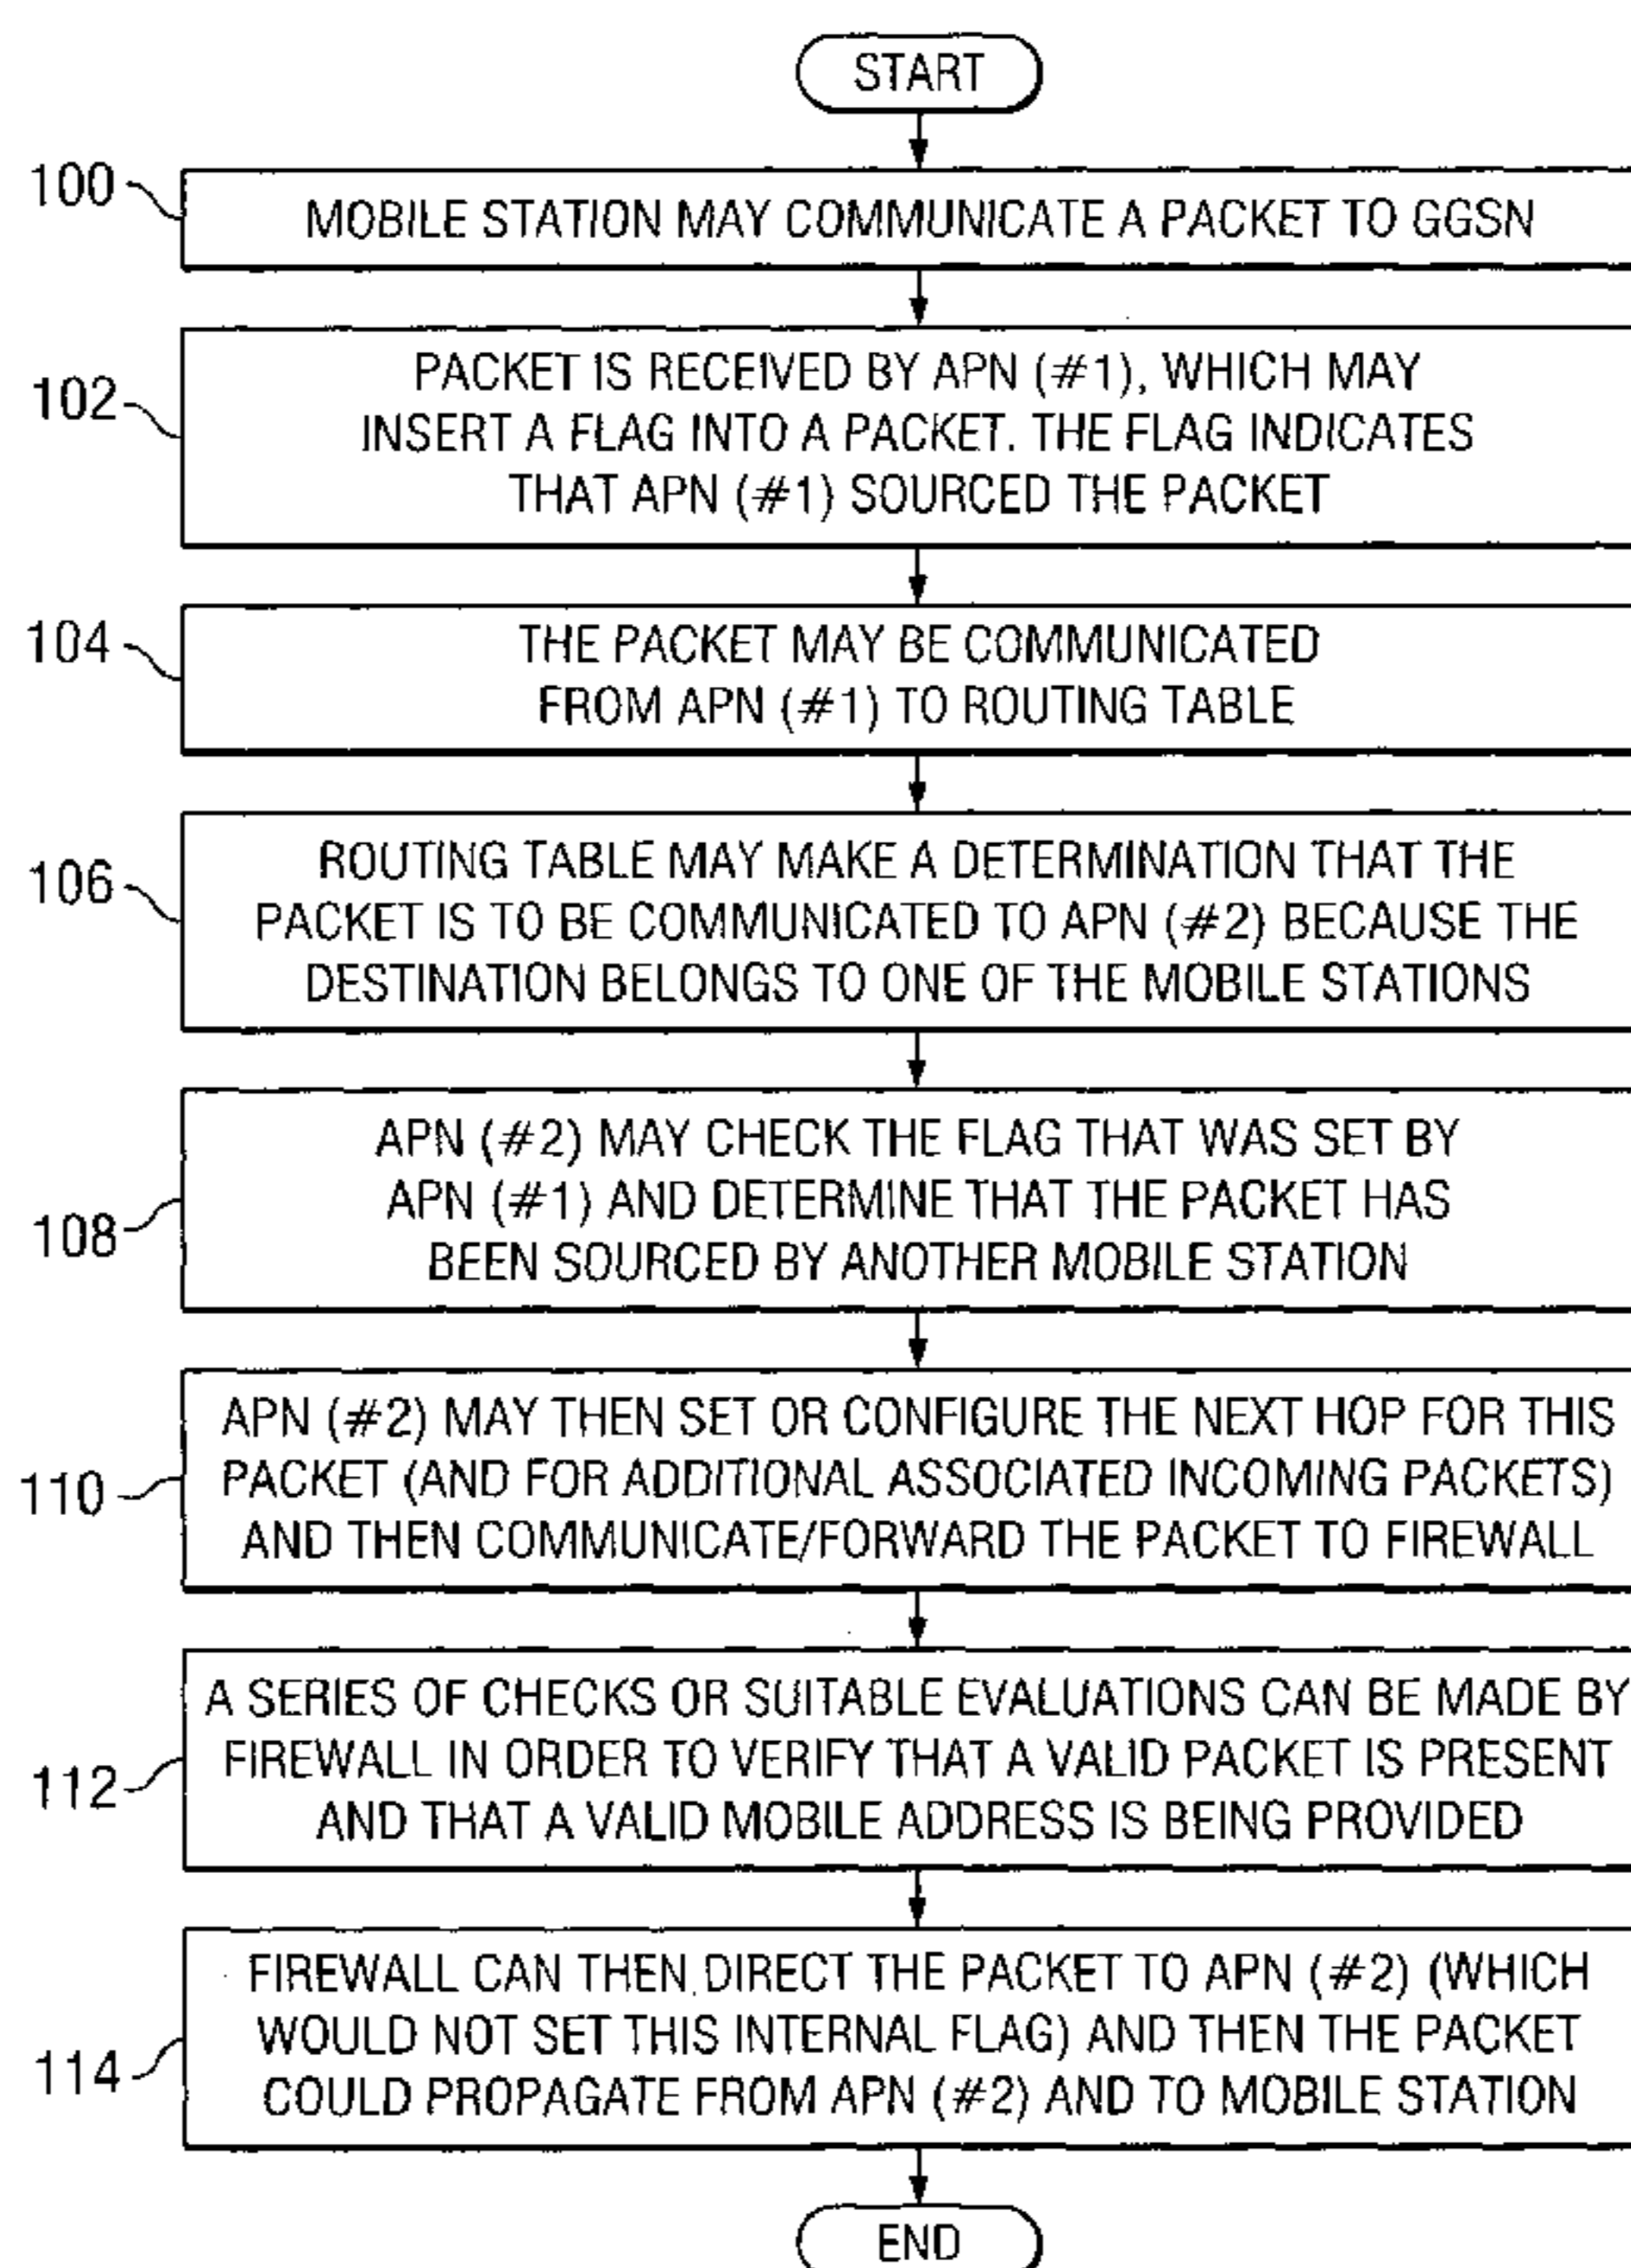 START
100
MOBILE STATION MAY COMMUNICATE A PACKET TO GGSN
102
PACKET IS RECEIVED BY APN (#1), WHICH MAY
INSERT A FLAG INTO A PACKET. THE FLAG INDICATES
THAT APN (#1) SOURCED THE PACKET
104
THE PACKET MAY BE COMMUNICATED
FROM APN (#1) TO ROUTING TABLE
106
ROUTING TABLE MAY MAKE A DETERMINATION THAT THE
PACKET IS TO BE COMMUNICATED TO APN (#2) BECAUSE THE
DESTINATION BELONGS TO ONE OF THE MOBILE STATIONS
108
APN (#2) MAY CHECK THE FLAG THAT WAS SET BY
APN (#1) AND DETERMINE THAT THE PACKET HAS
BEEN SOURCED BY ANOTHER MOBILE STATION
110
APN (#2) MAY THEN SET OR CONFIGURE THE NEXT HOP FOR THIS
PACKET (AND FOR ADDITIONAL ASSOCIATED INCOMING PACKETS)
AND THEN COMMUNICATE/FORWARD THE PACKET TO FIREWALL
112
A SERIES OF CHECKS OR SUITABLE EVALUATIONS CAN BE MADE BY
FIREWALL IN ORDER TO VERIFY THAT A VALID PACKET IS PRESENT
AND THAT A VALID MOBILE ADDRESS IS BEING PROVIDED
114
FIREWALL CAN THEN DIRECT THE PACKET TO APN (#2) (WHICH
WOULD NOT SET THIS INTERNAL FLAG) AND THEN THE PACKET
COULD PROPAGATE FROM APN (#2) AND TO MOBILE STATION
END